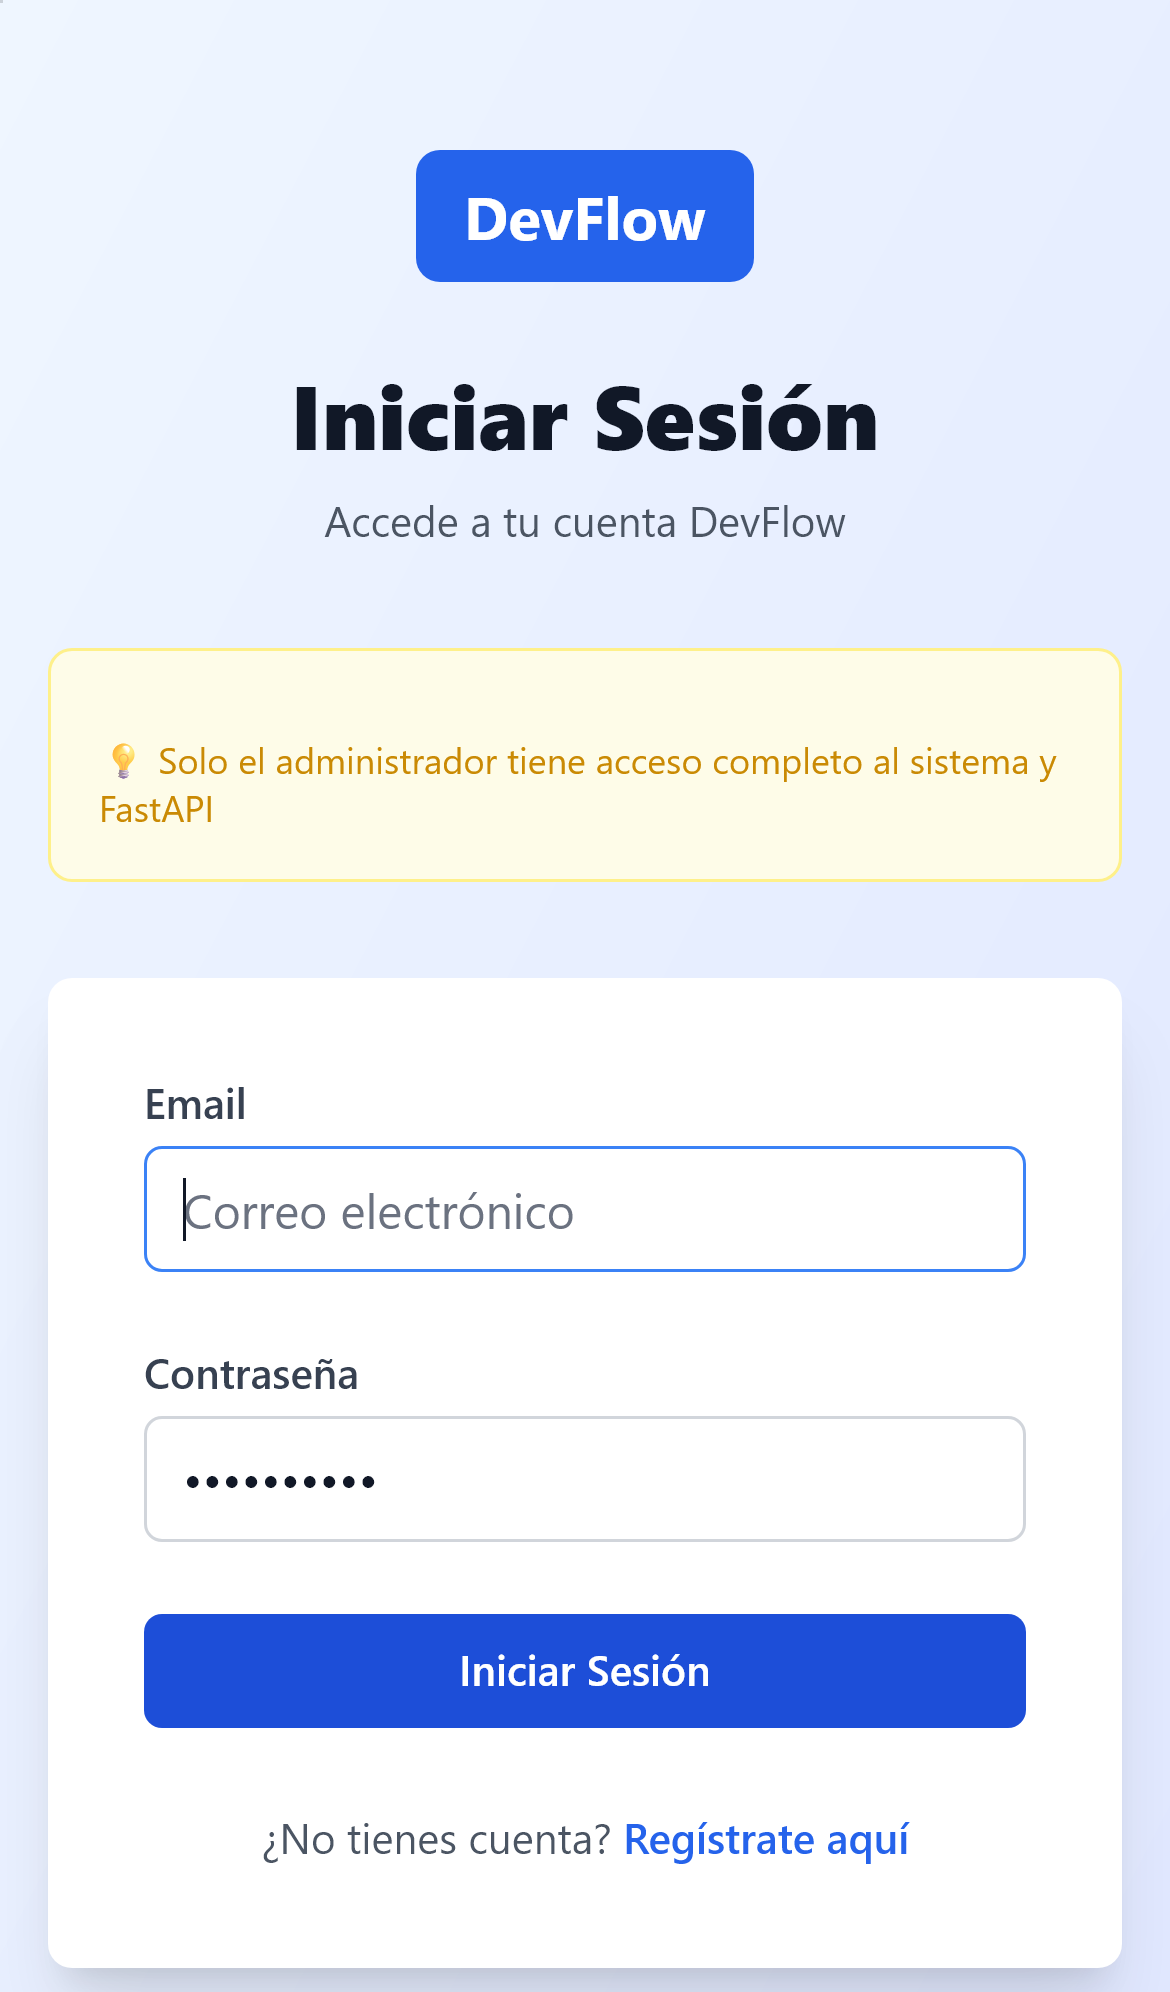 DevFlow
Iniciar Sesión
Accede a tu cuenta DevFlow
💡 Solo el administrador tiene acceso completo al sistema y
FastAPI
Email
Correo electrónico
Contraseña
••••••••••
Iniciar Sesión
¿No tienes cuenta? Regístrate aquí